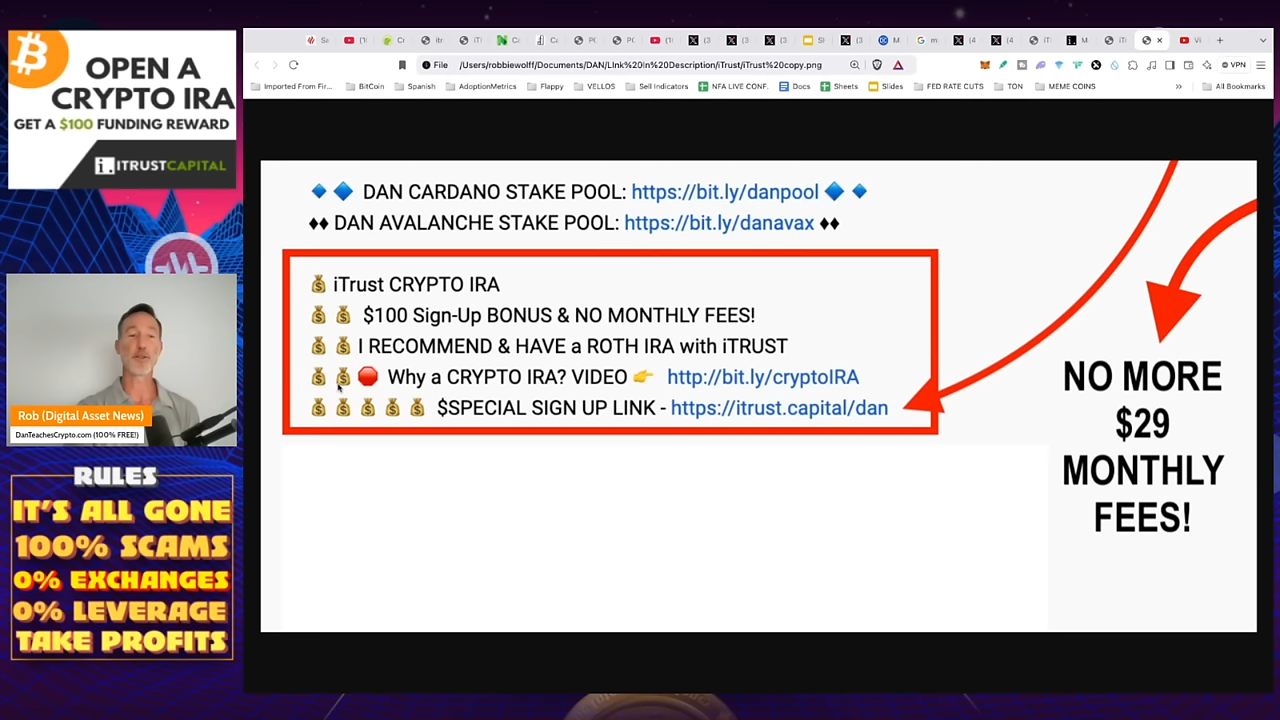 OPEN A
CRYPTO IRA
GET A $100 FUNDING REWARD
i. iTRUSTCAPITAL
Rob (Digital Asset News)
DanTeachesCrypto.com (100% FREE!)
RULES
IT'S ALL GONE
100% SCAMS
0% EXCHANGES
0% LEVERAGE
TAKE PROFITS
File /Users/robbiewolff/Documents/DAN/LInk%20In%20Description/iTrust/iTrust%20copy.png
VPN
Imported From Fir... BitCoin Spanish AdoptionMetrics Flappy VELLOS Sell Indicators NFA LIVE CONF. Docs Sheets Slides FED RATE CUTS TON MEME COINS » All Bookmarks
🔹 🔷 DAN CARDANO STAKE POOL: https://bit.ly/danpool 🔷 🔹
♦♦ DAN AVALANCHE STAKE POOL: https://bit.ly/danavax ♦♦
💰 iTrust CRYPTO IRA
💰 💰 $100 Sign-Up BONUS & NO MONTHLY FEES!
💰 💰 I RECOMMEND & HAVE a ROTH IRA with iTRUST
💰 💰 🛑 Why a CRYPTO IRA? VIDEO 👉 http://bit.ly/cryptoIRA
💰 💰 💰 💰 💰 $SPECIAL SIGN UP LINK - https://itrust.capital/dan
NO MORE
$29
MONTHLY
FEES!